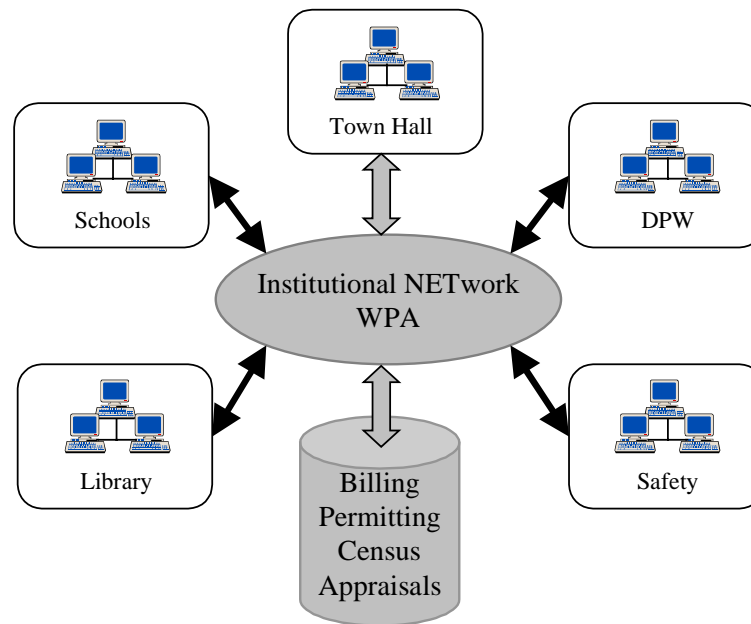 Town Hall
Schools
DPW
Institutional NETwork
WPA
Library
Safety
Billing
Permitting
Census
Appraisals